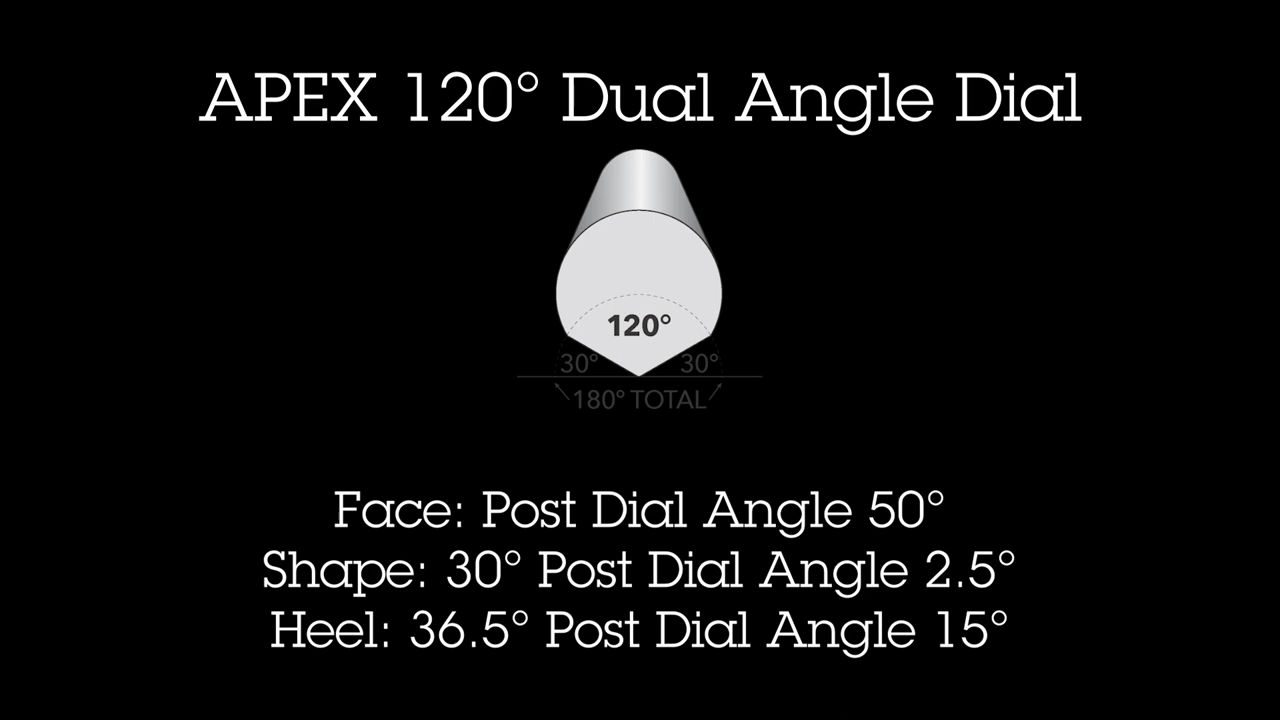 APEX 120° Dual Angle Dial
120°
30° 30°
180° TOTAL
Face: Post Dial Angle 50°
Shape: 30° Post Dial Angle 2.5°
Heel: 36.5° Post Dial Angle 15°